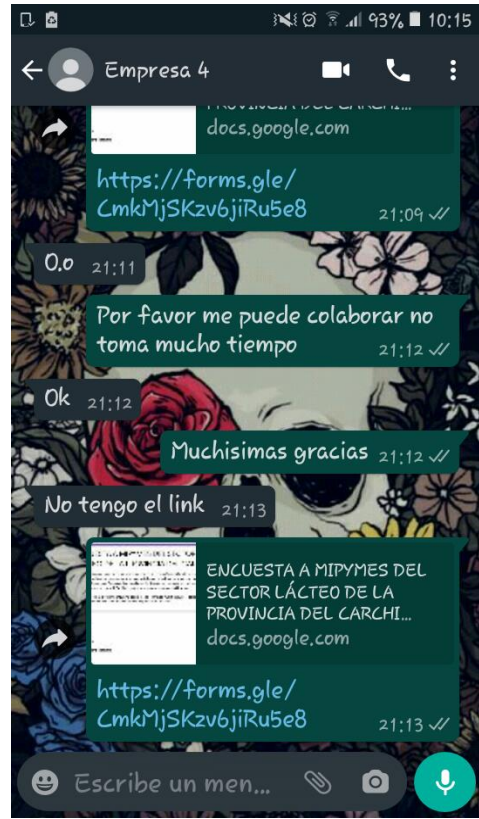 93% 10:15
Empresa 4
PROVINCIA DEL CARCHI...
docs.google.com
https://forms.gle/
CmkMjSKzv6jiRu5e8
21:09
O.o 21:11
Por favor me puede colaborar no
toma mucho tiempo
21:12
Ok 21:12
Muchisimas gracias 21:12
No tengo el link 21:13
ENCUESTA A MIPYMES DEL
SECTOR LÁCTEO DE LA
PROVINCIA DEL CARCHI...
docs.google.com
https://forms.gle/
CmkMjSKzv6jiRu5e8
21:13
Escribe un men...